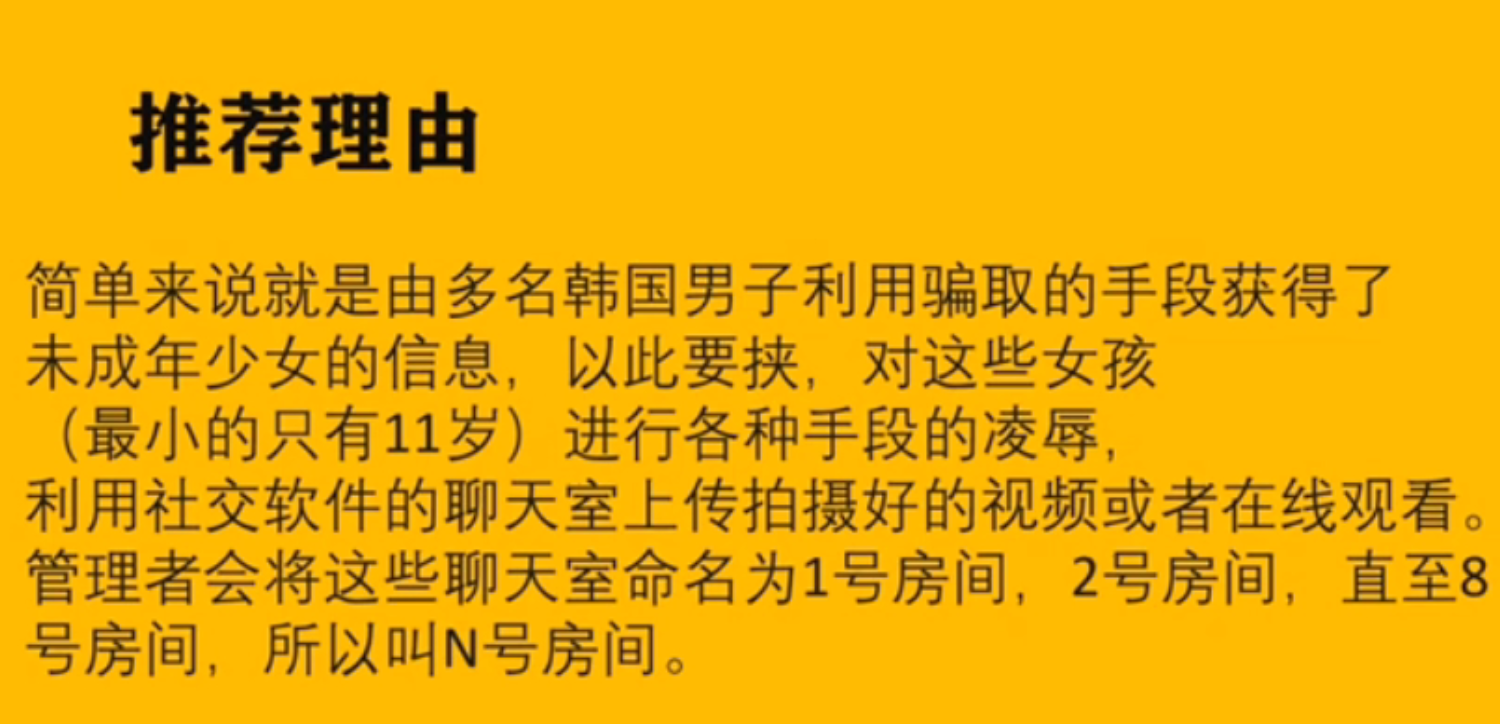 推荐理由
简单来说就是由多名韩国男子利用骗取的手段获得了
未成年少女的信息，以此要挟，对这些女孩
（最小的只有11岁）进行各种手段的凌辱，
利用社交软件的聊天室上传拍摄好的视频或者在线观看。
管理者会将这些聊天室命名为1号房间，2号房间，直至8
号房间，所以叫N号房间。